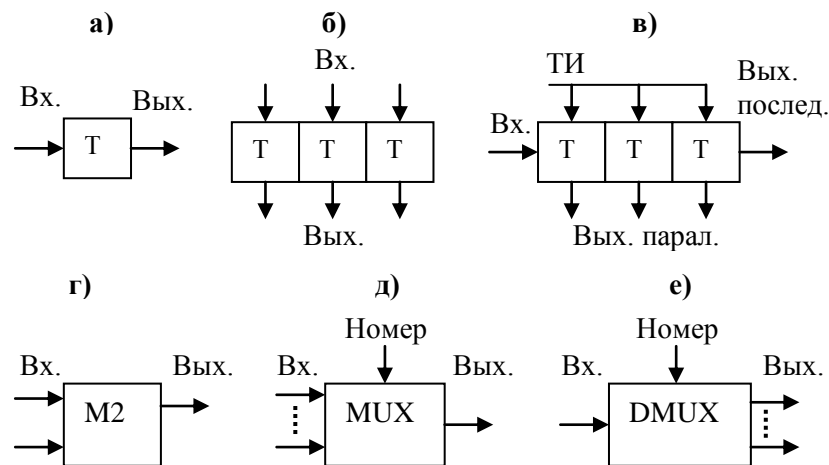 а) б) в)
Вх. Вых. Вх. ТИ Вых. послед.
Вх.
Т Т Т Т Т Т Т
Вых. Вых. парал.
г) д) е)
Номер Номер
Вх. Вых. Вх. Вых. Вх. Вых.
М2 MUX DMUX